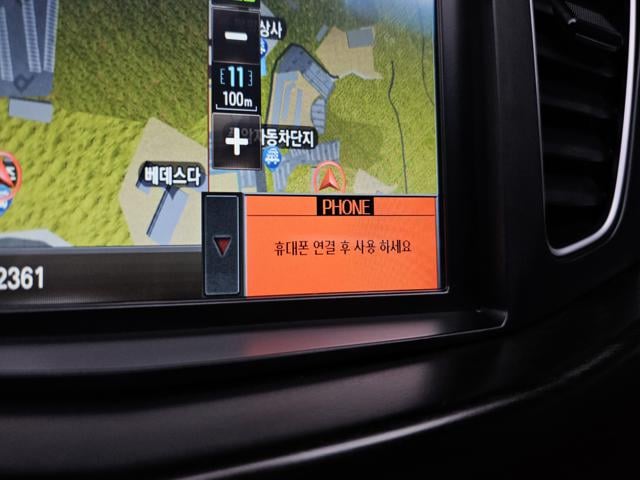 상사
−
11
100m
+
자동차단지
베데스다
PHONE
휴대폰 연결 후 사용 하세요
2361